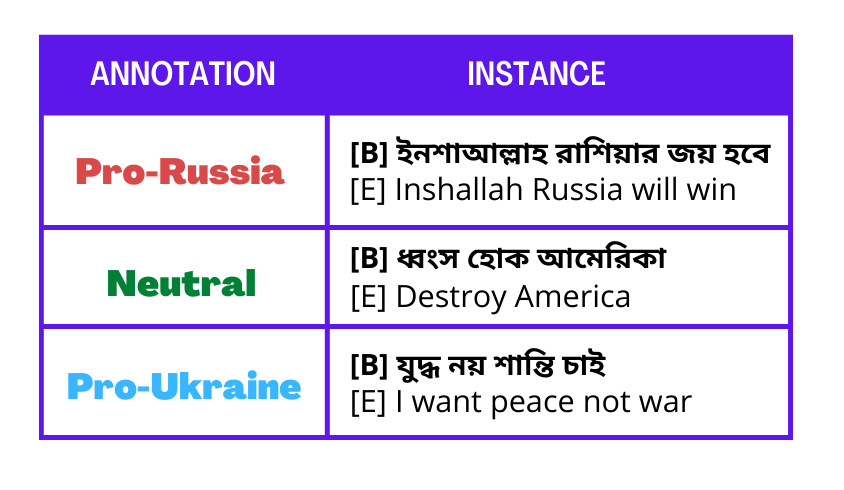 ANNOTATION INSTANCE
Pro-Russia
[B] ইনশাআল্লাহ রাশিয়ার জয় হবে
[E] Inshallah Russia will win
Neutral
[B] ধ্বংস হোক আমেরিকা
[E] Destroy America
Pro-Ukraine
[B] যুদ্ধ নয় শান্তি চাই
[E] I want peace not war